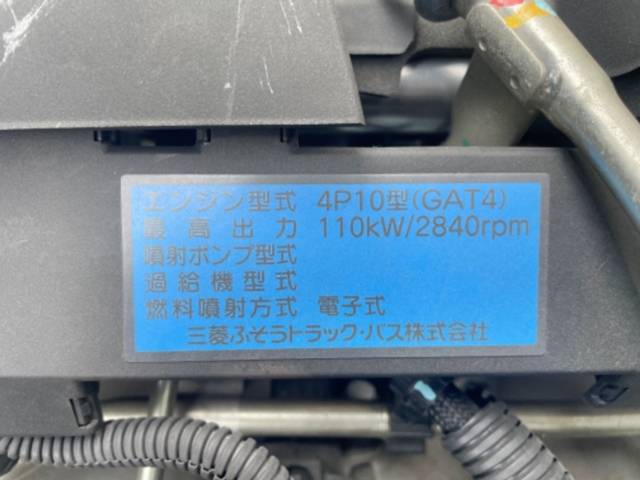 エンジン型式 4P10型(GAT4)
最高出力 110kW/2840rpm
噴射ポンプ型式
過給機型式
燃料噴射方式 電子式
三菱ふそうトラック・バス株式会社